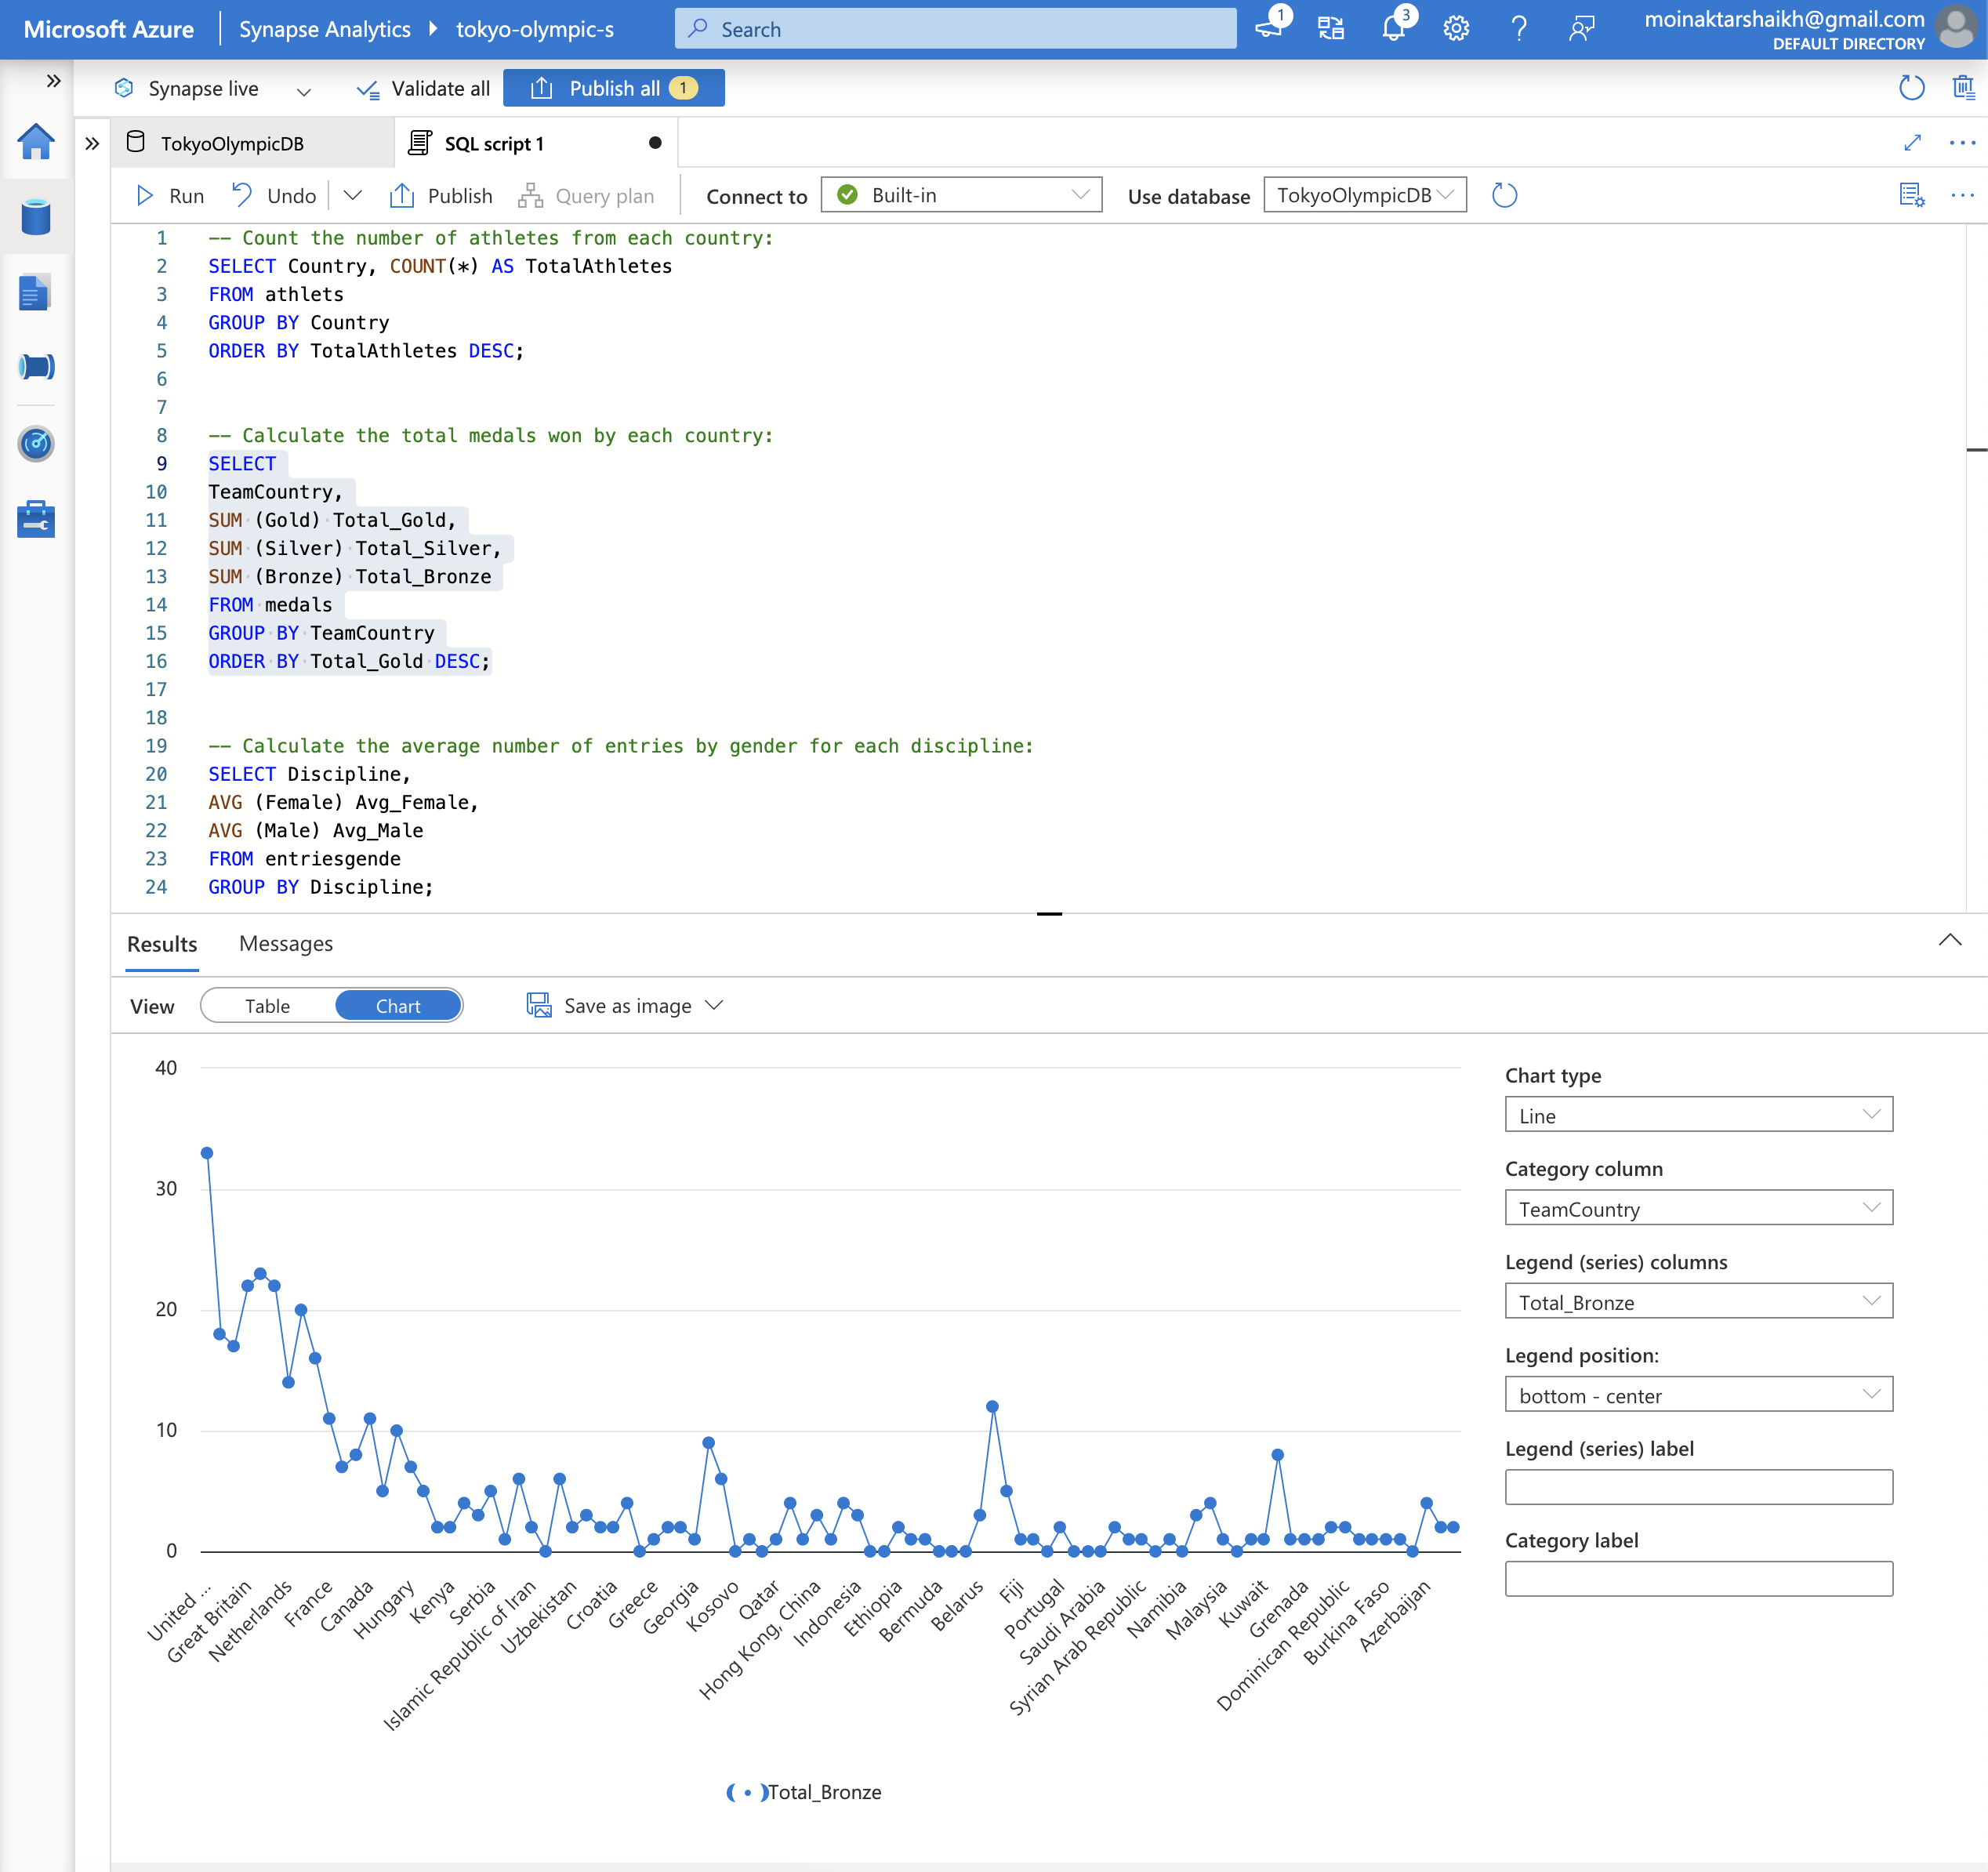 Microsoft Azure Synapse Analytics tokyo-olympic-s Search 1 3 moinaktarshaikh@gmail.com
DEFAULT DIRECTORY
Synapse live Validate all Publish all 1
TokyoOlympicDB SQL script 1
Run Undo Publish Query plan Connect to Built-in Use database TokyoOlympicDB
1 -- Count the number of athletes from each country:
2 SELECT Country, COUNT(*) AS TotalAthletes
3 FROM athlets
4 GROUP BY Country
5 ORDER BY TotalAthletes DESC;
6
7
8 -- Calculate the total medals won by each country:
9 SELECT
10 TeamCountry,
11 SUM (Gold) Total_Gold,
12 SUM (Silver) Total_Silver,
13 SUM (Bronze) Total_Bronze
14 FROM medals
15 GROUP BY TeamCountry
16 ORDER BY Total_Gold DESC;
17
18
19 -- Calculate the average number of entries by gender for each discipline:
20 SELECT Discipline,
21 AVG (Female) Avg_Female,
22 AVG (Male) Avg_Male
23 FROM entriesgende
24 GROUP BY Discipline;
Results Messages
View Table Chart Save as image
40
30
20
10
0
United ...
Great Britain
Netherlands
France
Canada
Hungary
Kenya
Serbia
Islamic Republic of Iran
Uzbekistan
Croatia
Greece
Georgia
Kosovo
Qatar
Hong Kong, China
Indonesia
Ethiopia
Bermuda
Belarus
Fiji
Portugal
Saudi Arabia
Syrian Arab Republic
Namibia
Malaysia
Kuwait
Grenada
Dominican Republic
Burkina Faso
Azerbaijan
Total_Bronze
Chart type
Line
Category column
TeamCountry
Legend (series) columns
Total_Bronze
Legend position:
bottom - center
Legend (series) label
Category label